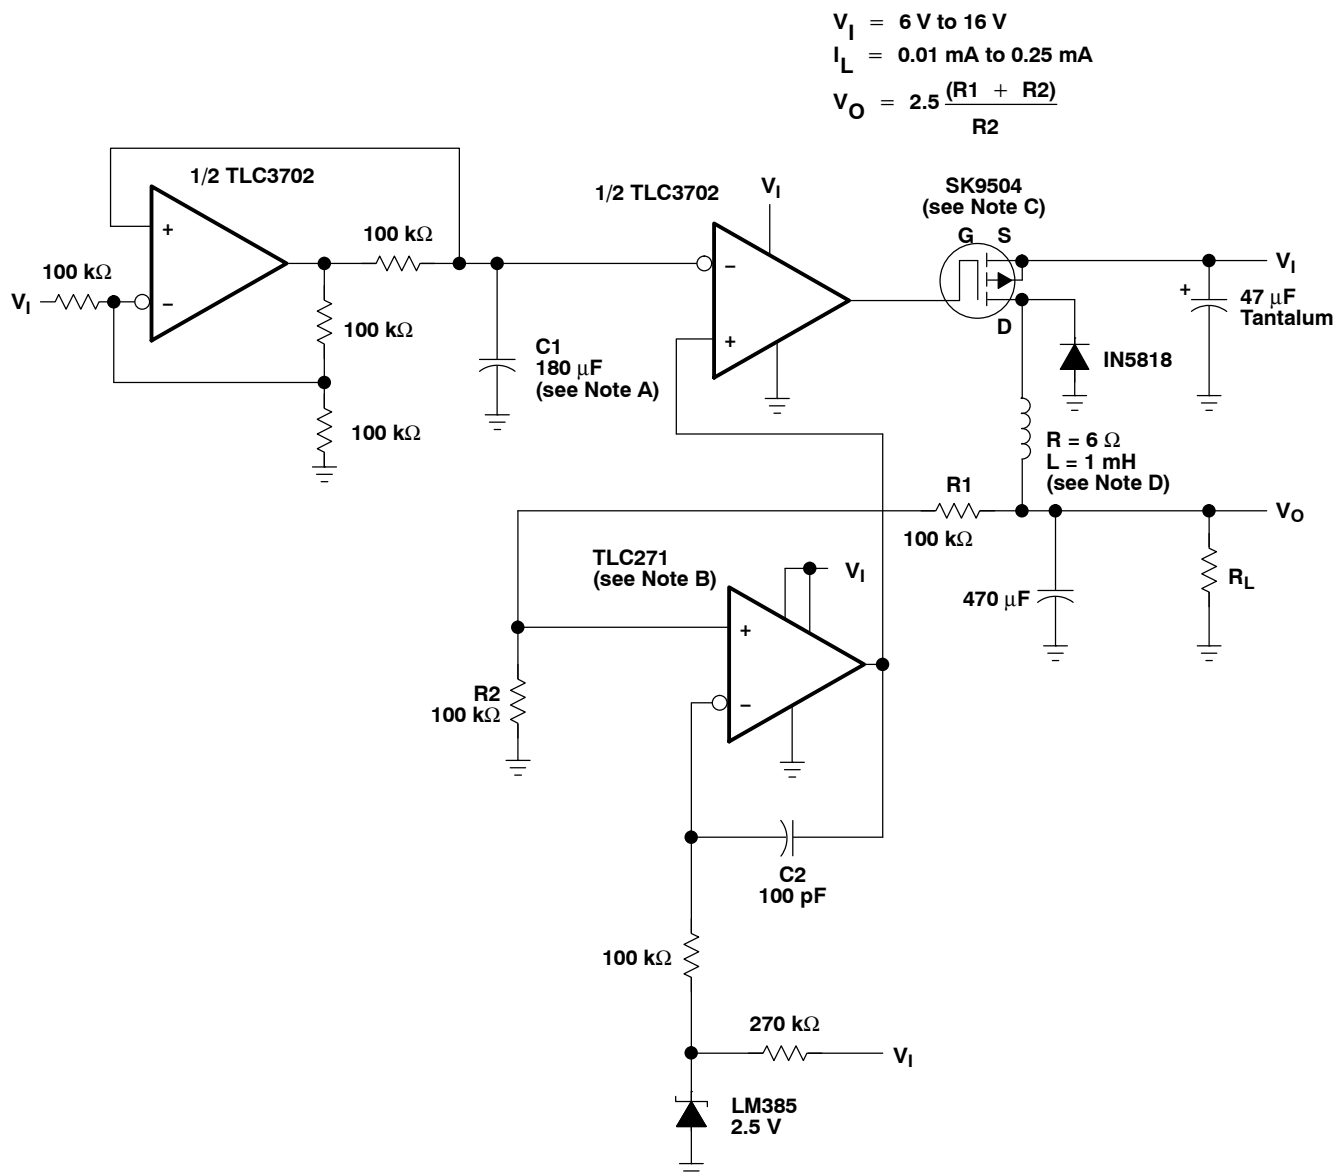 V_I = 6 V to 16 V
I_L = 0.01 mA to 0.25 mA
V_O = 2.5 (R1 + R2)
R2
1/2 TLC3702
+
100 kΩ
100 kΩ
V_I
−
100 kΩ
100 kΩ
C1
180 µF
(see Note A)
1/2 TLC3702
V_I
−
+
SK9504
(see Note C)
G S
D
V_I
+
47 µF
Tantalum
IN5818
R = 6 Ω
L = 1 mH
(see Note D)
R1
100 kΩ
V_O
470 µF
R_L
TLC271
(see Note B)
V_I
+
−
R2
100 kΩ
C2
100 pF
100 kΩ
270 kΩ
V_I
LM385
2.5 V